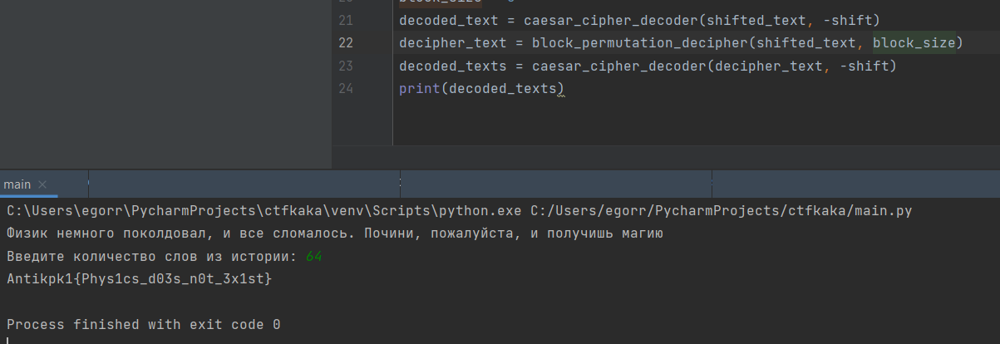 21 decoded_text = caesar_cipher_decoder(shifted_text, -shift)
22 decipher_text = block_permutation_decipher(shifted_text, block_size)
23 decoded_texts = caesar_cipher_decoder(decipher_text, -shift)
24 print(decoded_texts)
main ×
C:\Users\egorr\PycharmProjects\ctfkaka\venv\Scripts\python.exe C:/Users/egorr/PycharmProjects/ctfkaka/main.py
Физик немного поколдовал, и все сломалось. Почини, пожалуйста, и получишь магию
Введите количество слов из истории: 64
Antikpk1{Phys1cs_d03s_n0t_3x1st}
Process finished with exit code 0